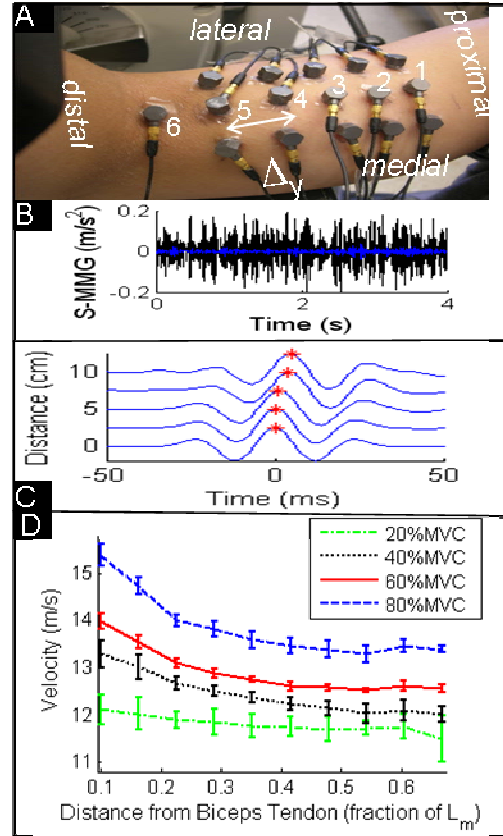 A
lateral
proximal
distal
6
5
4
3
2
1
Δy
medial
B
S-MMG (m/s²)
0.2
0
-0.2
0
2
4
Time (s)
Distance (cm)
10
5
0
-50
0
50
Time (ms)
C
D
20%MVC
40%MVC
60%MVC
80%MVC
Velocity (m/s)
15
14
13
12
11
0.1
0.2
0.3
0.4
0.5
0.6
Distance from Biceps Tendon (fraction of Lm)